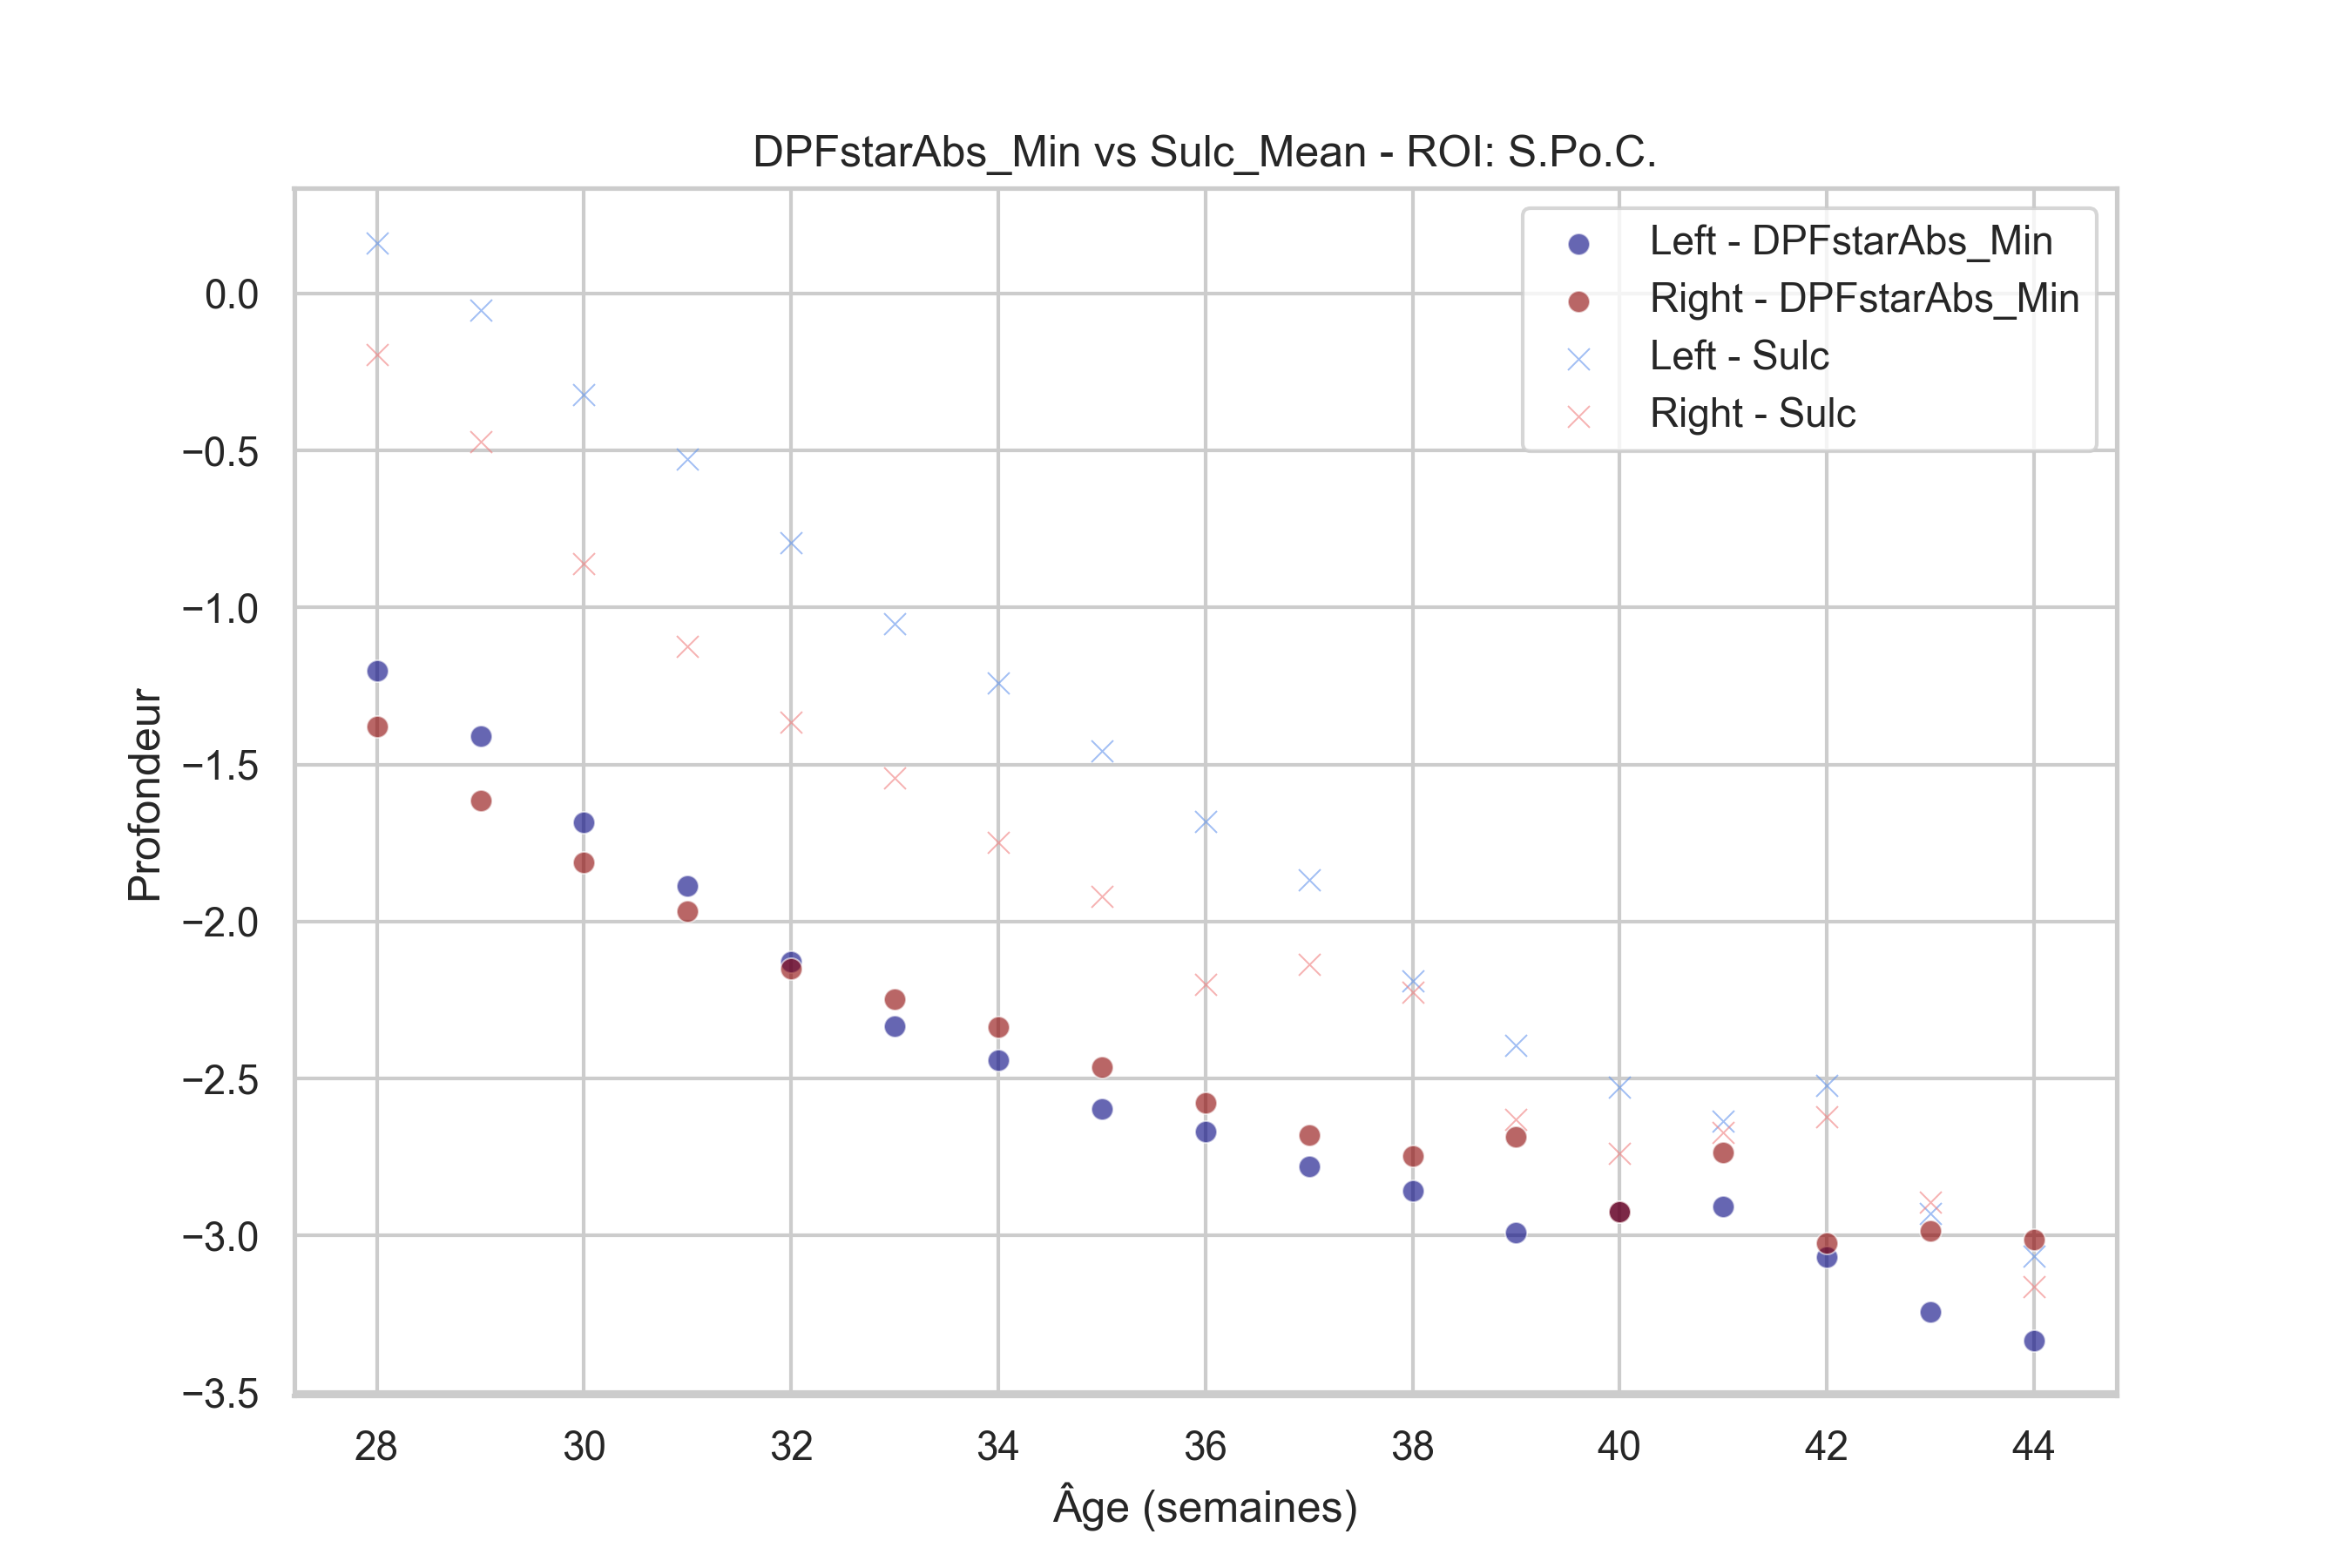 DPFstarAbs_Min vs Sulc_Mean - ROI: S.Po.C.
Left - DPFstarAbs_Min
Right - DPFstarAbs_Min
Left - Sulc
Right - Sulc
Profondeur
0.0
−0.5
−1.0
−1.5
−2.0
−2.5
−3.0
−3.5
28 30 32 34 36 38 40 42 44
Âge (semaines)